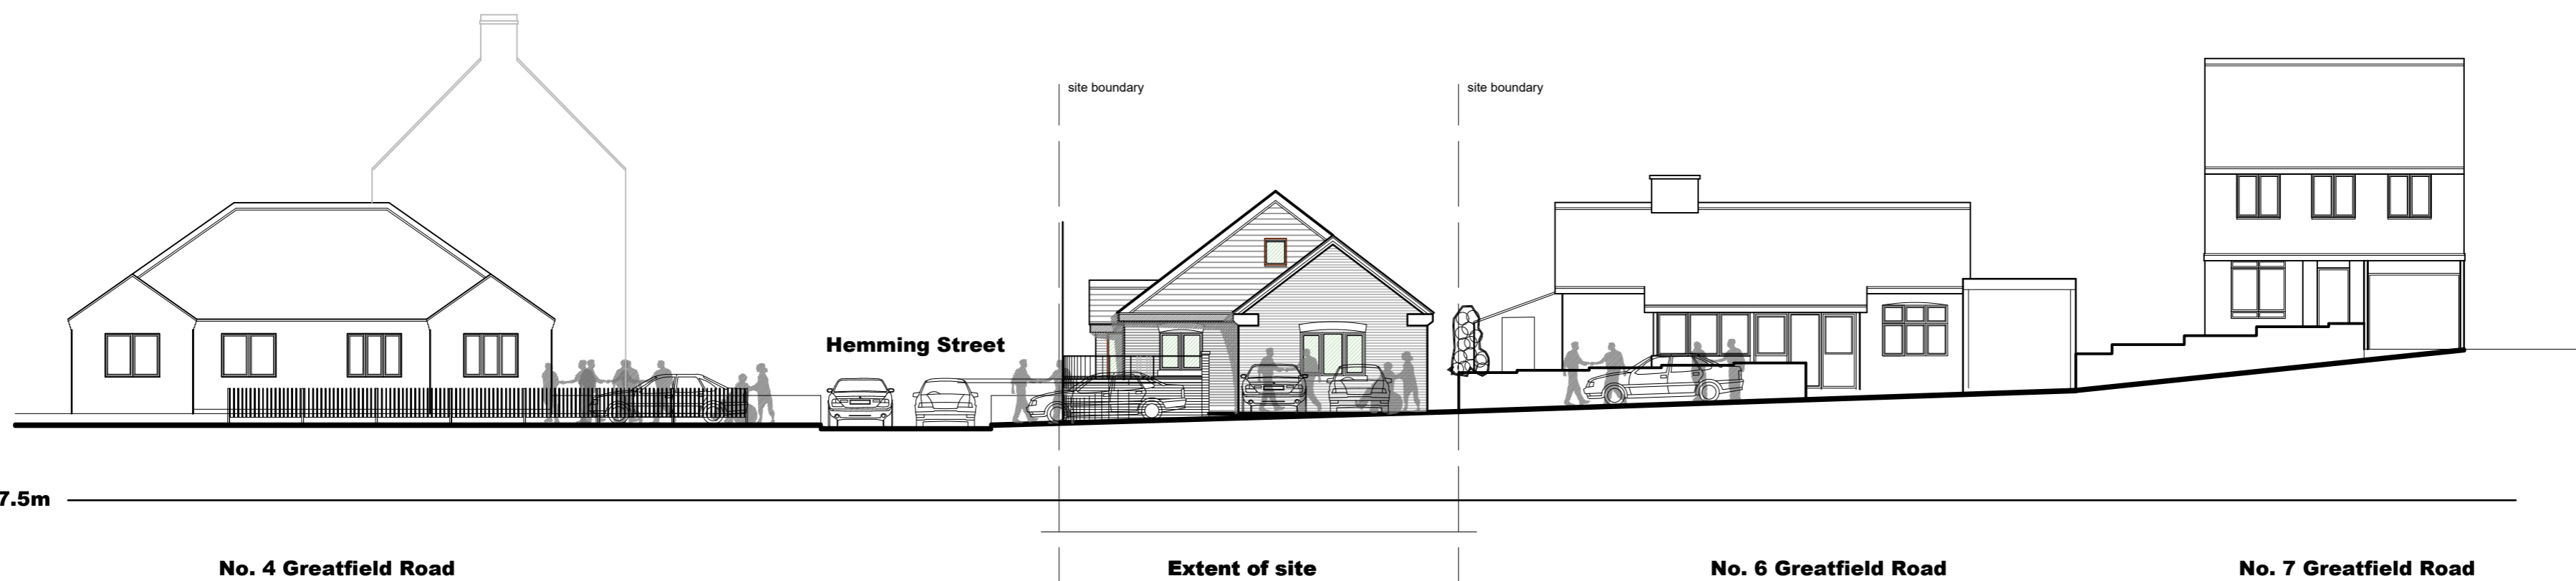 site boundary
site boundary
Hemming Street
7.5m
No. 4 Greatfield Road
Extent of site
No. 6 Greatfield Road
No. 7 Greatfield Road